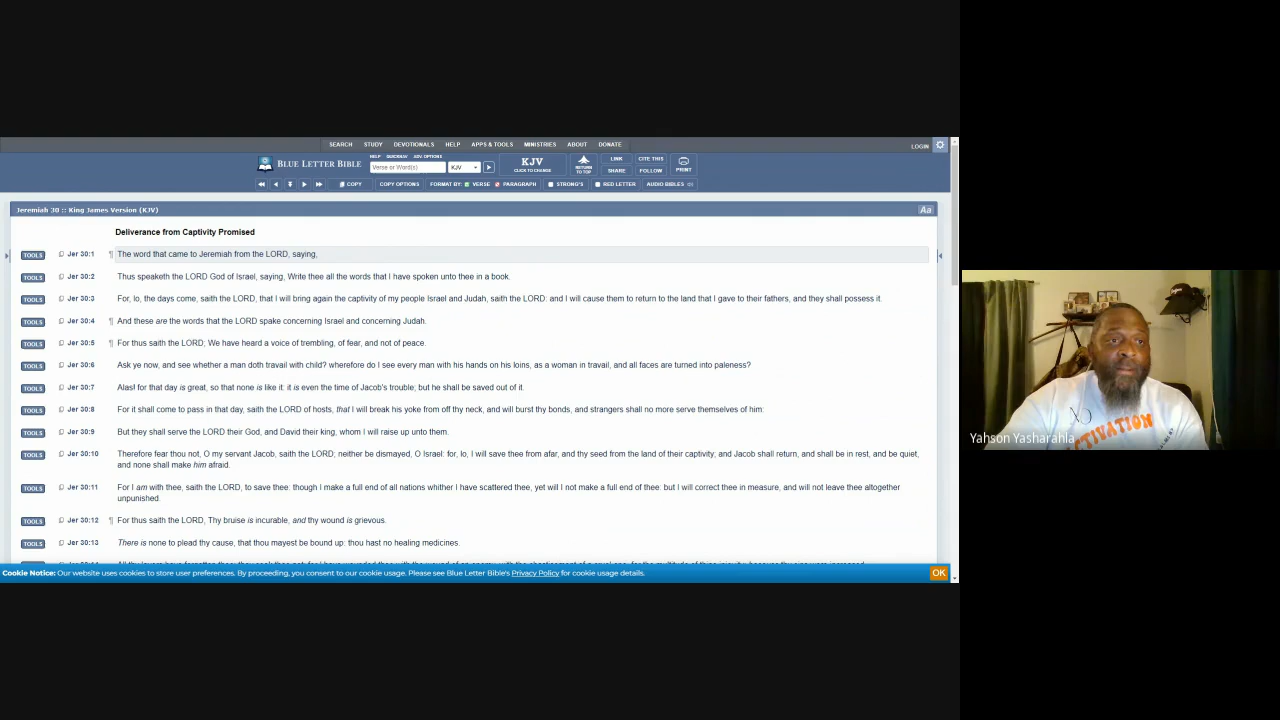 SEARCH STUDY DEVOTIONALS HELP APPS & TOOLS MINISTRIES ABOUT DONATE LOGIN
BLUE LETTER BIBLE
HELP QUICKNAV ADV. OPTIONS
Verse or Word(s) KJV
KJV
CLICK TO CHANGE
RETURN TO TOP
LINK CITE THIS
SHARE FOLLOW
PRINT
COPY COPY OPTIONS FORMAT BY: VERSE PARAGRAPH STRONG'S RED LETTER AUDIO BIBLES
Jeremiah 30 :: King James Version (KJV) Aa
Deliverance from Captivity Promised
TOOLS Jer 30:1 ¶ The word that came to Jeremiah from the LORD, saying,
TOOLS Jer 30:2 Thus speaketh the LORD God of Israel, saying, Write thee all the words that I have spoken unto thee in a book.
TOOLS Jer 30:3 For, lo, the days come, saith the LORD, that I will bring again the captivity of my people Israel and Judah, saith the LORD: and I will cause them to return to the land that I gave to their fathers, and they shall possess it.
TOOLS Jer 30:4 ¶ And these are the words that the LORD spake concerning Israel and concerning Judah.
TOOLS Jer 30:5 ¶ For thus saith the LORD; We have heard a voice of trembling, of fear, and not of peace.
TOOLS Jer 30:6 Ask ye now, and see whether a man doth travail with child? wherefore do I see every man with his hands on his loins, as a woman in travail, and all faces are turned into paleness?
TOOLS Jer 30:7 Alas! for that day is great, so that none is like it: it is even the time of Jacob's trouble; but he shall be saved out of it.
TOOLS Jer 30:8 For it shall come to pass in that day, saith the LORD of hosts, that I will break his yoke from off thy neck, and will burst thy bonds, and strangers shall no more serve themselves of him:
TOOLS Jer 30:9 But they shall serve the LORD their God, and David their king, whom I will raise up unto them.
TOOLS Jer 30:10 Therefore fear thou not, O my servant Jacob, saith the LORD; neither be dismayed, O Israel: for, lo, I will save thee from afar, and thy seed from the land of their captivity; and Jacob shall return, and shall be in rest, and be quiet,
and none shall make him afraid.
TOOLS Jer 30:11 For I am with thee, saith the LORD, to save thee: though I make a full end of all nations whither I have scattered thee, yet will I not make a full end of thee: but I will correct thee in measure, and will not leave thee altogether
unpunished.
TOOLS Jer 30:12 ¶ For thus saith the LORD, Thy bruise is incurable, and thy wound is grievous.
TOOLS Jer 30:13 There is none to plead thy cause, that thou mayest be bound up: thou hast no healing medicines.
Cookie Notice: Our website uses cookies to store user preferences. By proceeding, you consent to our cookie usage. Please see Blue Letter Bible's Privacy Policy for cookie usage details. OK
Yahson Yasharahla